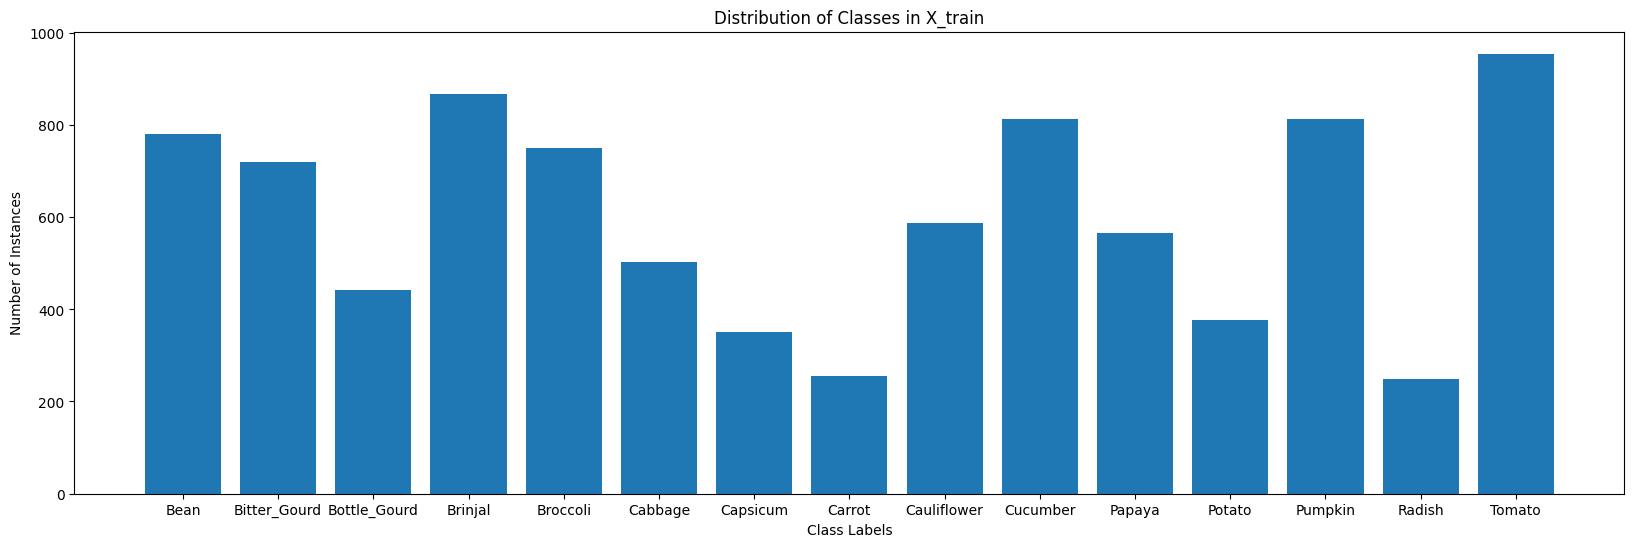 Distribution of Classes in X_train
Number of Instances
1000
800
600
400
200
0
Bean Bitter_Gourd Bottle_Gourd Brinjal Broccoli Cabbage Capsicum Carrot Cauliflower Cucumber Papaya Potato Pumpkin Radish Tomato
Class Labels